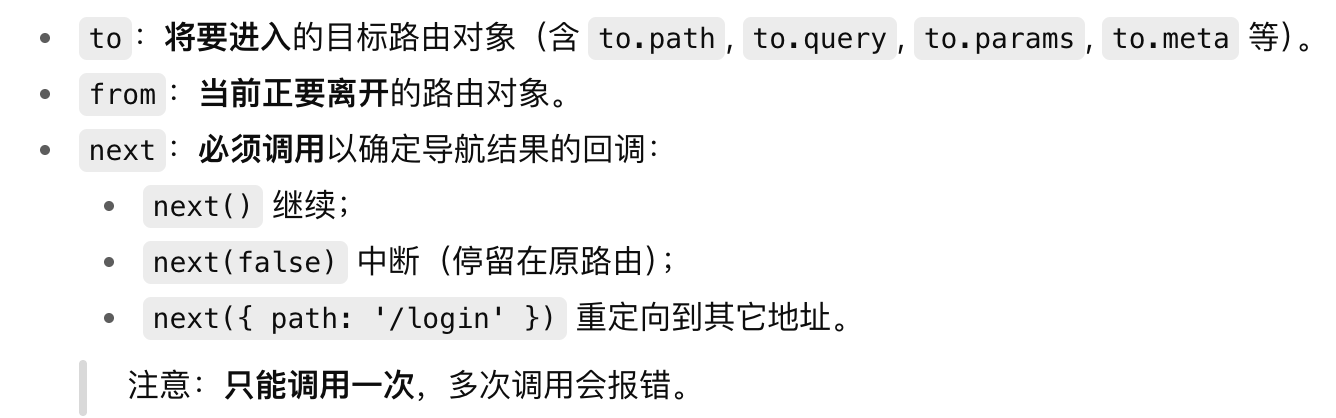 to：将要进入的目标路由对象（含 to.path, to.query, to.params, to.meta 等）。
from：当前正要离开的路由对象。
next：必须调用以确定导航结果的回调：
next() 继续；
next(false) 中断（停留在原路由）；
next({ path: '/login' }) 重定向到其它地址。
注意：只能调用一次，多次调用会报错。